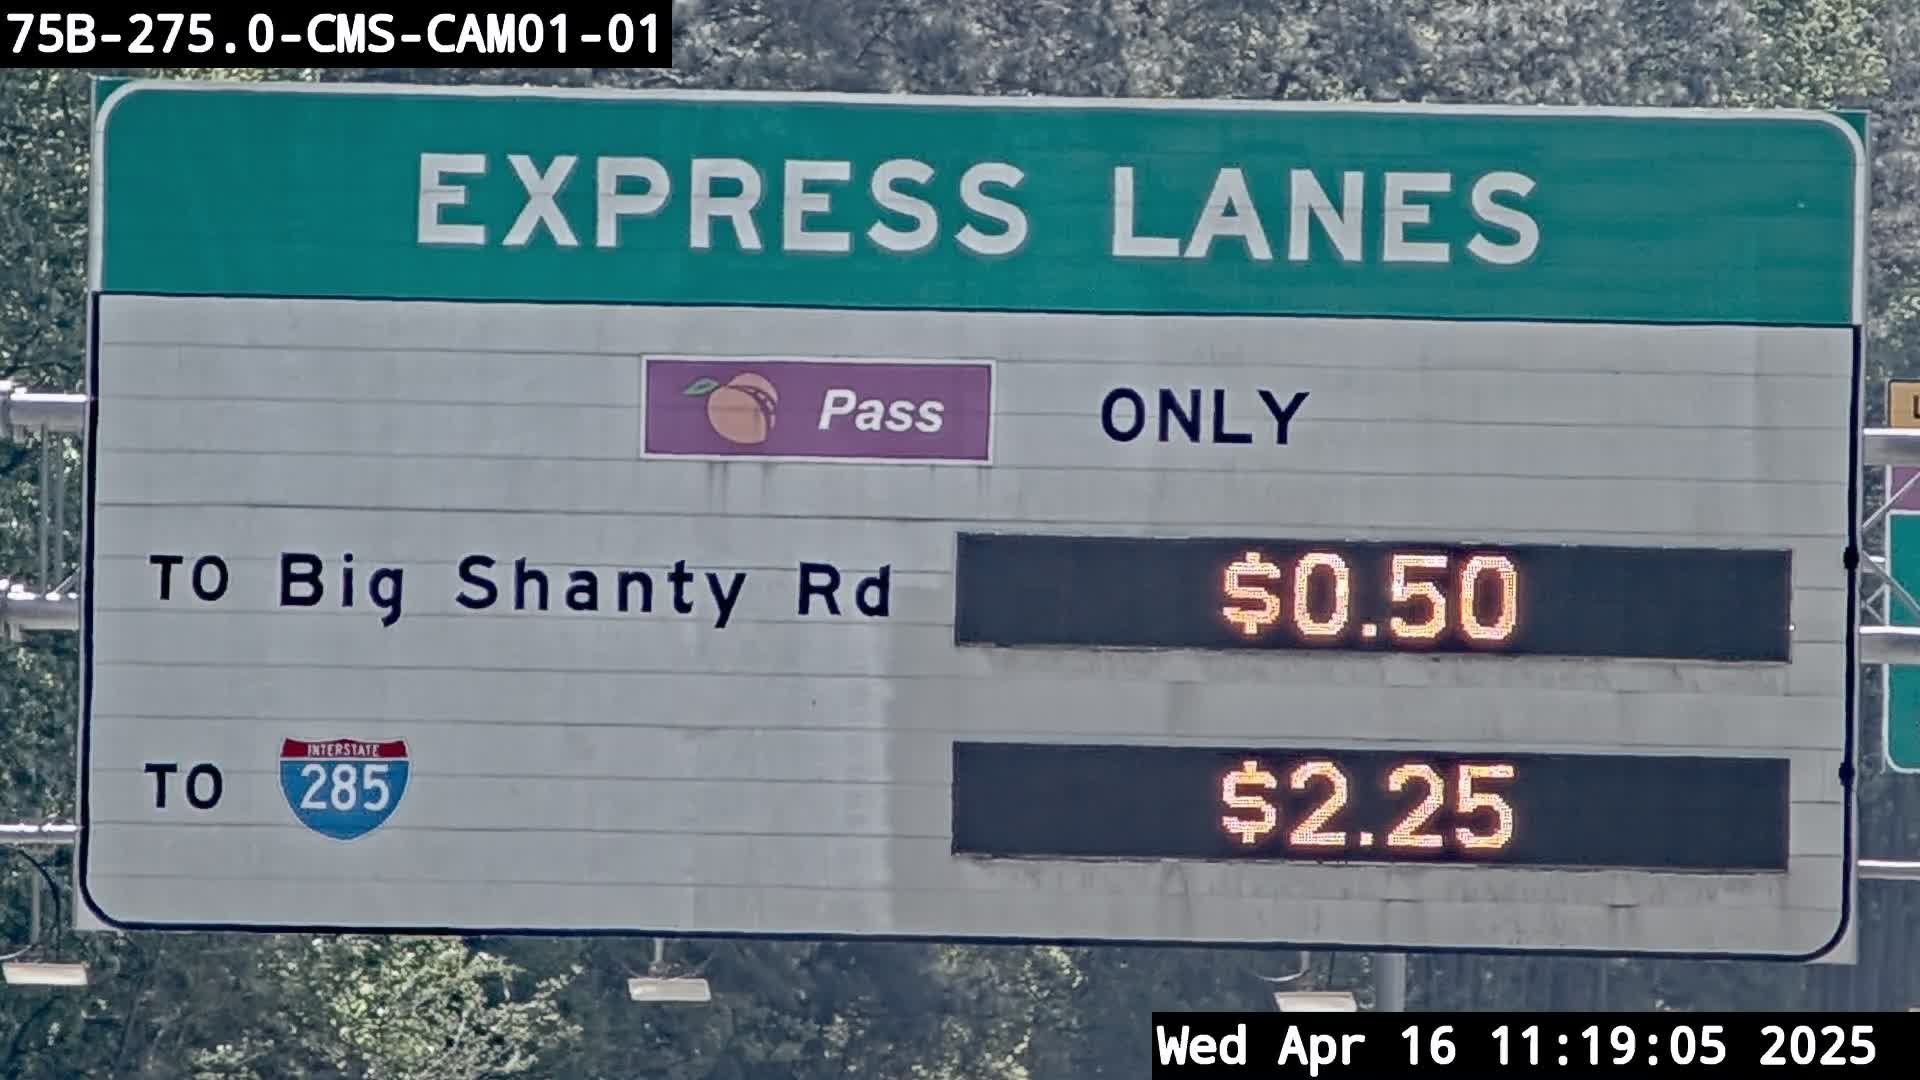 75B-275.0-CMS-CAM01-01
EXPRESS LANES
Pass ONLY
TO Big Shanty Rd $0.50
INTERSTATE
TO 285 $2.25
Wed Apr 16 11:19:05 2025